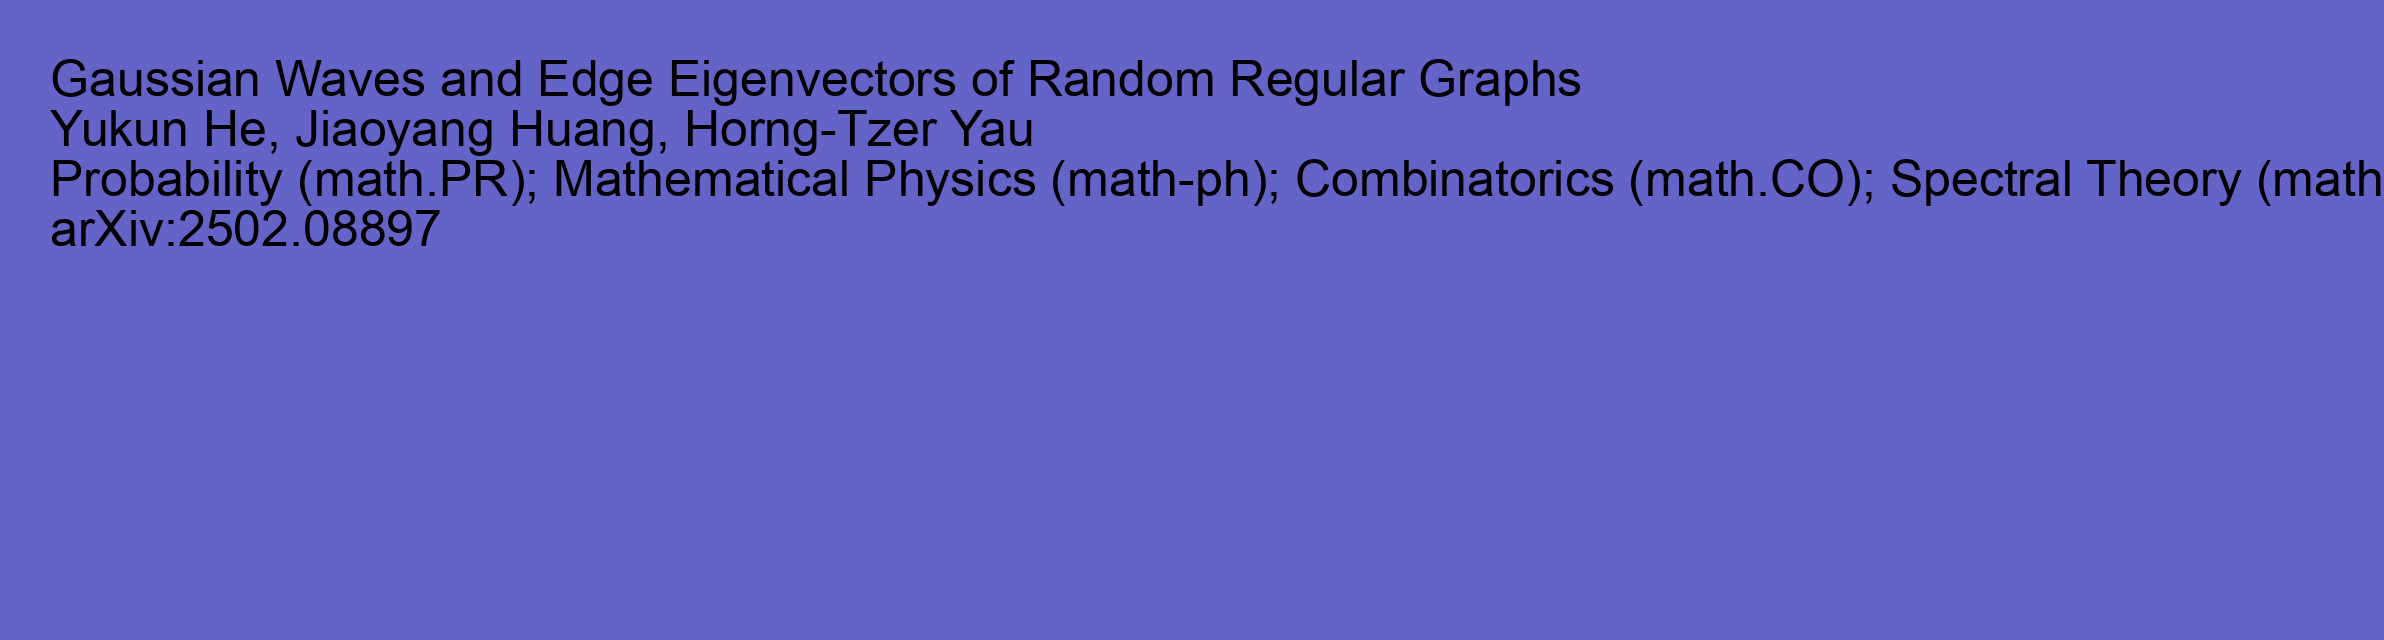 Gaussian Waves and Edge Eigenvectors of Random Regular Graphs
Yukun He, Jiaoyang Huang, Horng-Tzer Yau
Probability (math.PR); Mathematical Physics (math-ph); Combinatorics (math.CO); Spectral Theory (math
arXiv:2502.08897